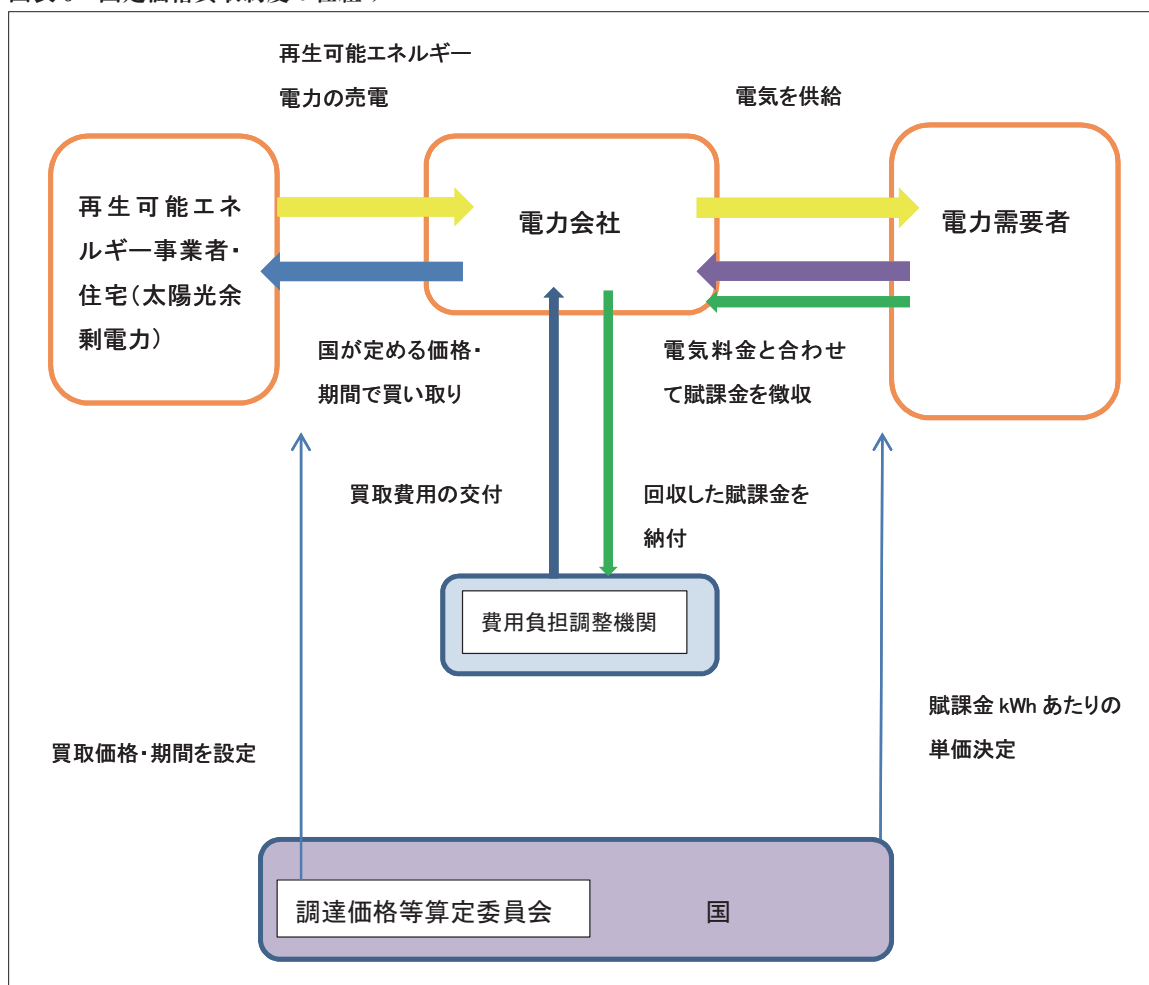 再生可能エネルギー
電力の売電
電気を供給
再生可能エネ
ルギー事業者・
住宅(太陽光余
剰電力)
電力会社
電力需要者
国が定める価格・
期間で買い取り
電気料金と合わせ
て賦課金を徴収
買取費用の交付
回収した賦課金を
納付
費用負担調整機関
買取価格・期間を設定
賦課金 kWh あたりの
単価決定
調達価格等算定委員会
国